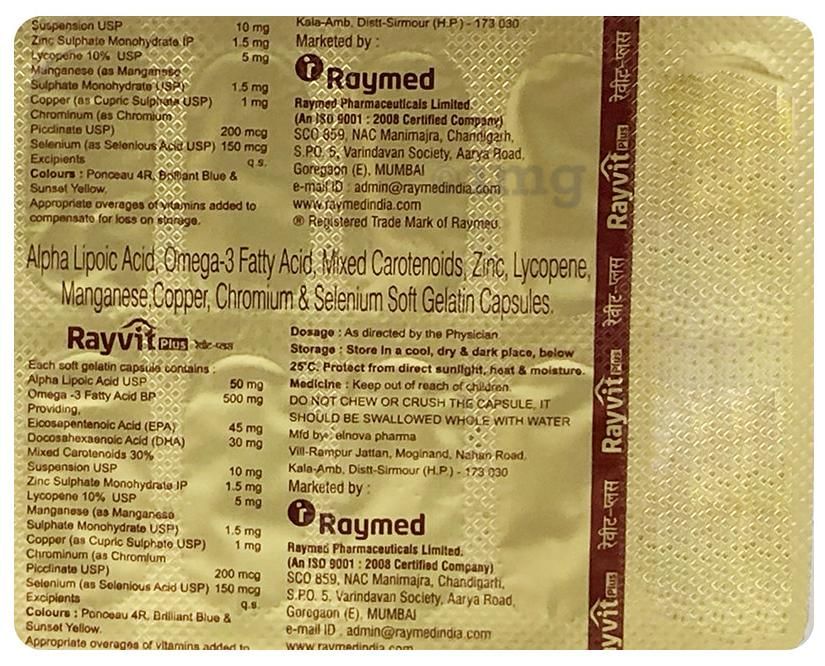 Suspension USP 10 mg
Zinc Sulphate Monohydrate IP 1.5 mg
Lycopene 10% USP 5 mg
Manganese (as Manganese
Sulphate Monohydrate USP) 1.5 mg
Copper (as Cupric Sulphate USP) 1 mg
Chrominum (as Chromium
Picclinate USP) 200 mcg
Selenium (as Selenious Acid USP) 150 mcg
Excipients q.s.
Colours : Ponceau 4R, Brilliant Blue &
Sunset Yellow.
Appropriate overages of vitamins added to
compensate for loss on storage.
Kala-Amb, Distt-Sirmour (H.P.) - 173 030
Marketed by :
Raymed
Raymed Pharmaceuticals Limited.
(An ISO 9001 : 2008 Certified Company)
SCO 859, NAC Manimajra, Chandigarh,
S.P.O. 5, Varindavan Society, Aarya Road,
Goregaon (E), MUMBAI
e-mail ID : admin@raymedindia.com
www.raymedindia.com
® Registered Trade Mark of Raymed.
1mg
Alpha Lipoic Acid, Omega-3 Fatty Acid, Mixed Carotenoids, Zinc, Lycopene,
Manganese,Copper, Chromium & Selenium Soft Gelatin Capsules.
Rayvit Plus रेवीट-प्लस
Each soft gelatin capsule contains :
Alpha Lipoic Acid USP 50 mg
Omega -3 Fatty Acid BP 500 mg
Providing,
Eicosapentenoic Acid (EPA) 45 mg
Docosahexaenoic Acid (DHA) 30 mg
Mixed Carotenoids 30%
Suspension USP 10 mg
Zinc Sulphate Monohydrate IP 1.5 mg
Lycopene 10% USP 5 mg
Manganese (as Manganese
Sulphate Monohydrate USP) 1.5 mg
Copper (as Cupric Sulphate USP) 1 mg
Chrominum (as Chromium
Picclinate USP) 200 mcg
Selenium (as Selenious Acid USP) 150 mcg
Excipients q.s.
Colours : Ponceau 4R, Brilliant Blue &
Sunset Yellow.
Appropriate overages of vitamins added to
Dosage : As directed by the Physician
Storage : Store in a cool, dry & dark place, below
25°C. Protect from direct sunlight, heat & moisture.
Medicine : Keep out of reach of children.
DO NOT CHEW OR CRUSH THE CAPSULE, IT
SHOULD BE SWALLOWED WHOLE WITH WATER
Mfd by : elnova pharma
Vill-Rampur Jattan, Moginand, Nahan Road,
Kala-Amb, Distt-Sirmour (H.P.) - 173 030
Marketed by :
Raymed
Raymed Pharmaceuticals Limited.
(An ISO 9001 : 2008 Certified Company)
SCO 859, NAC Manimajra, Chandigarh,
S.P.O. 5, Varindavan Society, Aarya Road,
Goregaon (E), MUMBAI
e-mail ID : admin@raymedindia.com
www.raymedindia.com
रेवीट-प्लस
Rayvit Plus
रेवीट-प्लस
Rayvit Plus
रेवीट-प्लस
yvit Plus